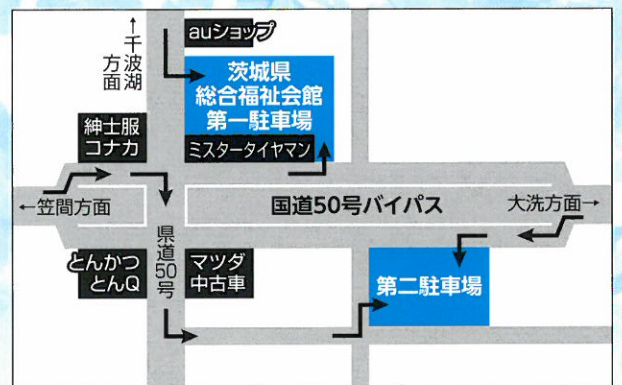 ↑千波湖
方面
auショップ
茨城県
総合福祉会館
第一駐車場
紳士服
コナカ
ミスタータイヤマン
←笠間方面
国道50号バイパス
大洗方面→
県道50号
とんかつ
とんQ
マツダ
中古車
第二駐車場